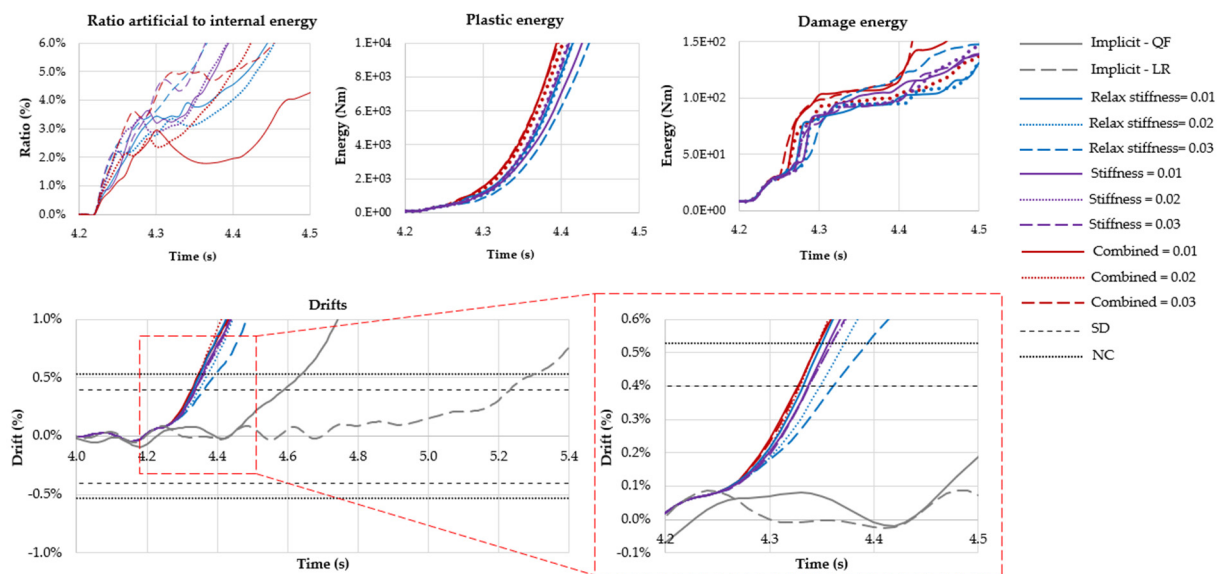 Ratio artificial to internal energy
6.0%
5.0%
4.0%
3.0%
2.0%
1.0%
0.0%
Ratio (%)
4.2 4.3 4.4 4.5
Time (s)
Plastic energy
1.E+04
8.E+03
6.E+03
4.E+03
2.E+03
0.E+00
Energy (Nm)
4.2 4.3 4.4 4.5
Time (s)
Damage energy
1.5E+02
1.0E+02
5.0E+01
0.0E+00
Energy (Nm)
4.2 4.3 4.4 4.5
Time (s)
Implicit - QF
Implicit - LR
Relax stiffness= 0.01
Relax stiffness= 0.02
Relax stiffness= 0.03
Stiffness = 0.01
Stiffness = 0.02
Stiffness = 0.03
Combined = 0.01
Combined = 0.02
Combined = 0.03
SD
NC
Drifts
1.0%
0.5%
0.0%
-0.5%
-1.0%
Drift (%)
4.0 4.2 4.4 4.6 4.8 5.0 5.2 5.4
Time (s)
0.6%
0.5%
0.4%
0.3%
0.2%
0.1%
0.0%
-0.1%
Drift (%)
4.2 4.3 4.4 4.5
Time (s)